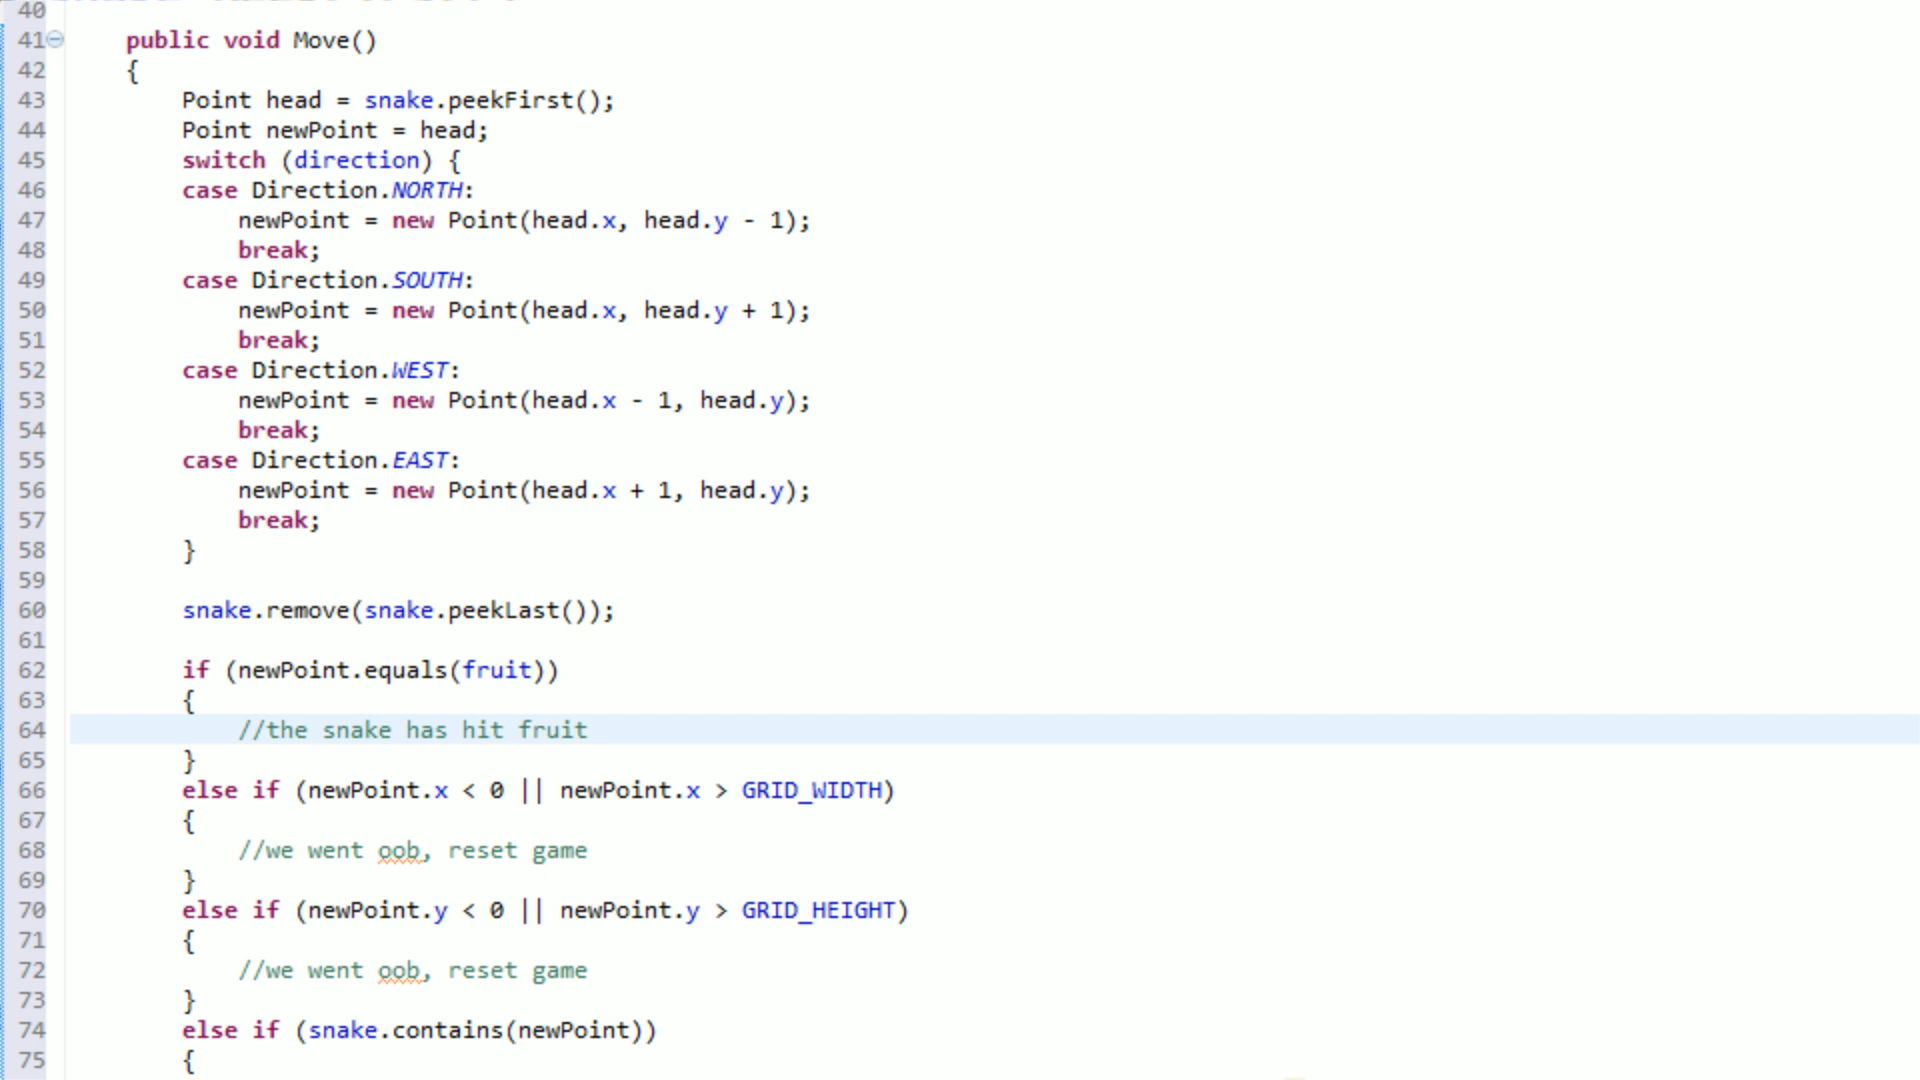 40
41 public void Move()
42 {
43 Point head = snake.peekFirst();
44 Point newPoint = head;
45 switch (direction) {
46 case Direction.NORTH:
47 newPoint = new Point(head.x, head.y - 1);
48 break;
49 case Direction.SOUTH:
50 newPoint = new Point(head.x, head.y + 1);
51 break;
52 case Direction.WEST:
53 newPoint = new Point(head.x - 1, head.y);
54 break;
55 case Direction.EAST:
56 newPoint = new Point(head.x + 1, head.y);
57 break;
58 }
59
60 snake.remove(snake.peekLast());
61
62 if (newPoint.equals(fruit))
63 {
64 //the snake has hit fruit
65 }
66 else if (newPoint.x < 0 || newPoint.x > GRID_WIDTH)
67 {
68 //we went oob, reset game
69 }
70 else if (newPoint.y < 0 || newPoint.y > GRID_HEIGHT)
71 {
72 //we went oob, reset game
73 }
74 else if (snake.contains(newPoint))
75 {